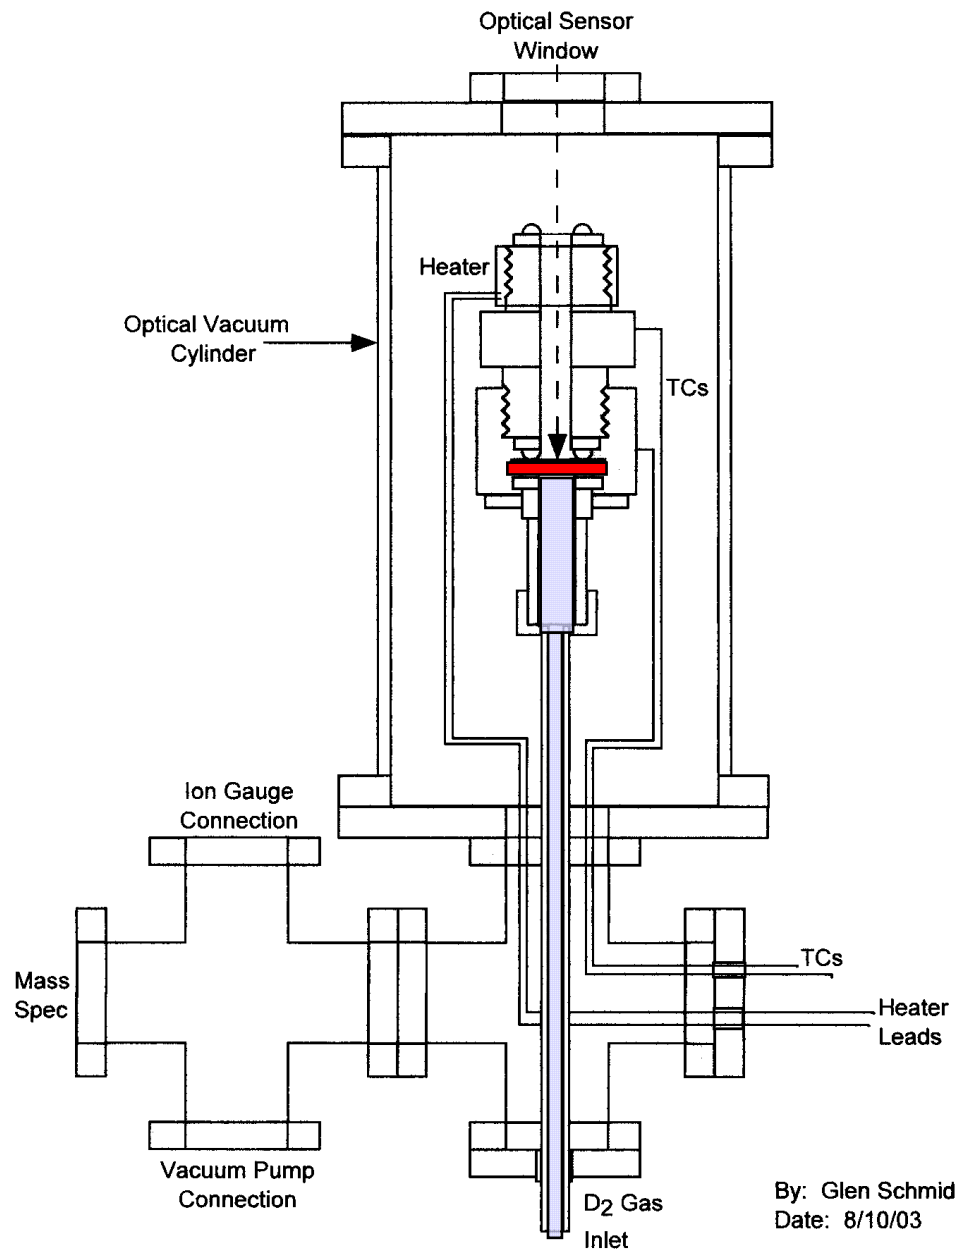 Optical Sensor
Window
Heater
Optical Vacuum
Cylinder
TCs
Ion Gauge
Connection
Mass
Spec
TCs
Heater
Leads
Vacuum Pump
Connection
D2 Gas
Inlet
By: Glen Schmid
Date: 8/10/03